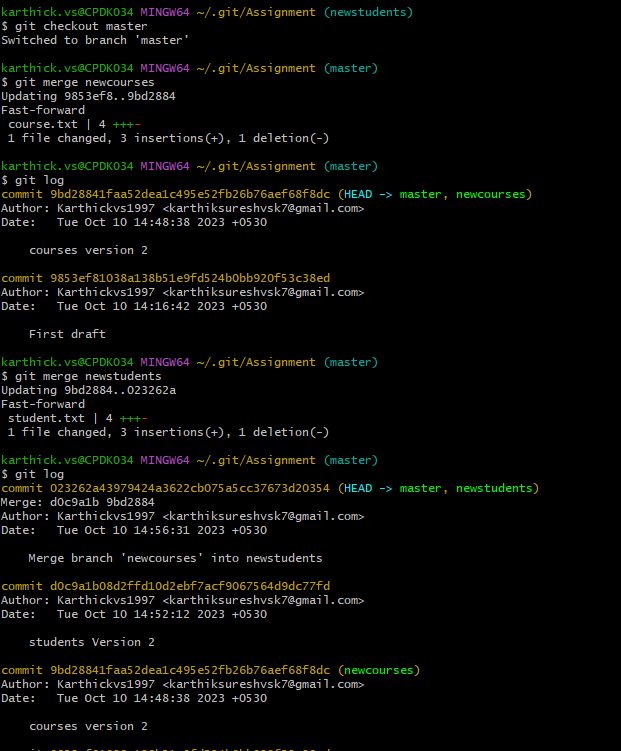 karthick.vs@CPDK034 MINGW64 ~/.git/Assignment (newstudents)
$ git checkout master
Switched to branch 'master'
karthick.vs@CPDK034 MINGW64 ~/.git/Assignment (master)
$ git merge newcourses
Updating 9853ef8..9bd2884
Fast-forward
 course.txt | 4 +++-
 1 file changed, 3 insertions(+), 1 deletion(-)
karthick.vs@CPDK034 MINGW64 ~/.git/Assignment (master)
$ git log
commit 9bd28841faa52dea1c495e52fb26b76aef68f8dc (HEAD -> master, newcourses)
Author: Karthickvs1997 <karthiksureshvsk7@gmail.com>
Date:   Tue Oct 10 14:48:38 2023 +0530
    courses version 2
commit 9853ef81038a138b51e9fd524b0bb920f53c38ed
Author: Karthickvs1997 <karthiksureshvsk7@gmail.com>
Date:   Tue Oct 10 14:16:42 2023 +0530
    First draft
karthick.vs@CPDK034 MINGW64 ~/.git/Assignment (master)
$ git merge newstudents
Updating 9bd2884..023262a
Fast-forward
 student.txt | 4 +++-
 1 file changed, 3 insertions(+), 1 deletion(-)
karthick.vs@CPDK034 MINGW64 ~/.git/Assignment (master)
$ git log
commit 023262a43979424a3622cb075a5cc37673d20354 (HEAD -> master, newstudents)
Merge: d0c9a1b 9bd2884
Author: Karthickvs1997 <karthiksureshvsk7@gmail.com>
Date:   Tue Oct 10 14:56:31 2023 +0530
    Merge branch 'newcourses' into newstudents
commit d0c9a1b08d2ffd10d2ebf7acf9067564d9dc77fd
Author: Karthickvs1997 <karthiksureshvsk7@gmail.com>
Date:   Tue Oct 10 14:52:12 2023 +0530
    students Version 2
commit 9bd28841faa52dea1c495e52fb26b76aef68f8dc (newcourses)
Author: Karthickvs1997 <karthiksureshvsk7@gmail.com>
Date:   Tue Oct 10 14:48:38 2023 +0530
    courses version 2